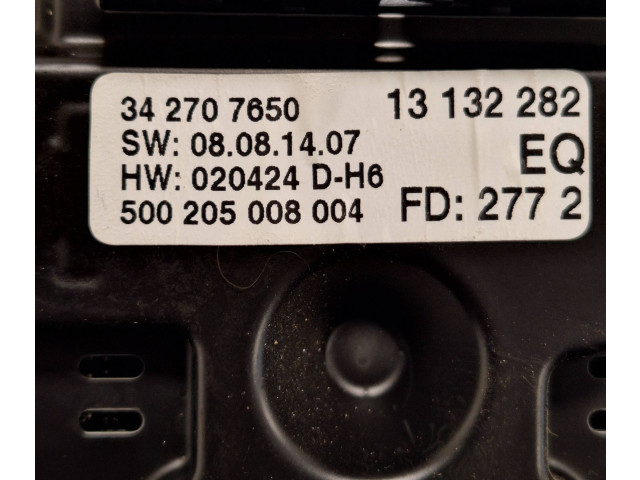 34 270 7650 13 132 282
SW: 08.08.14.07 EQ
HW: 020424 D-H6
500 205 008 004 FD: 277 2